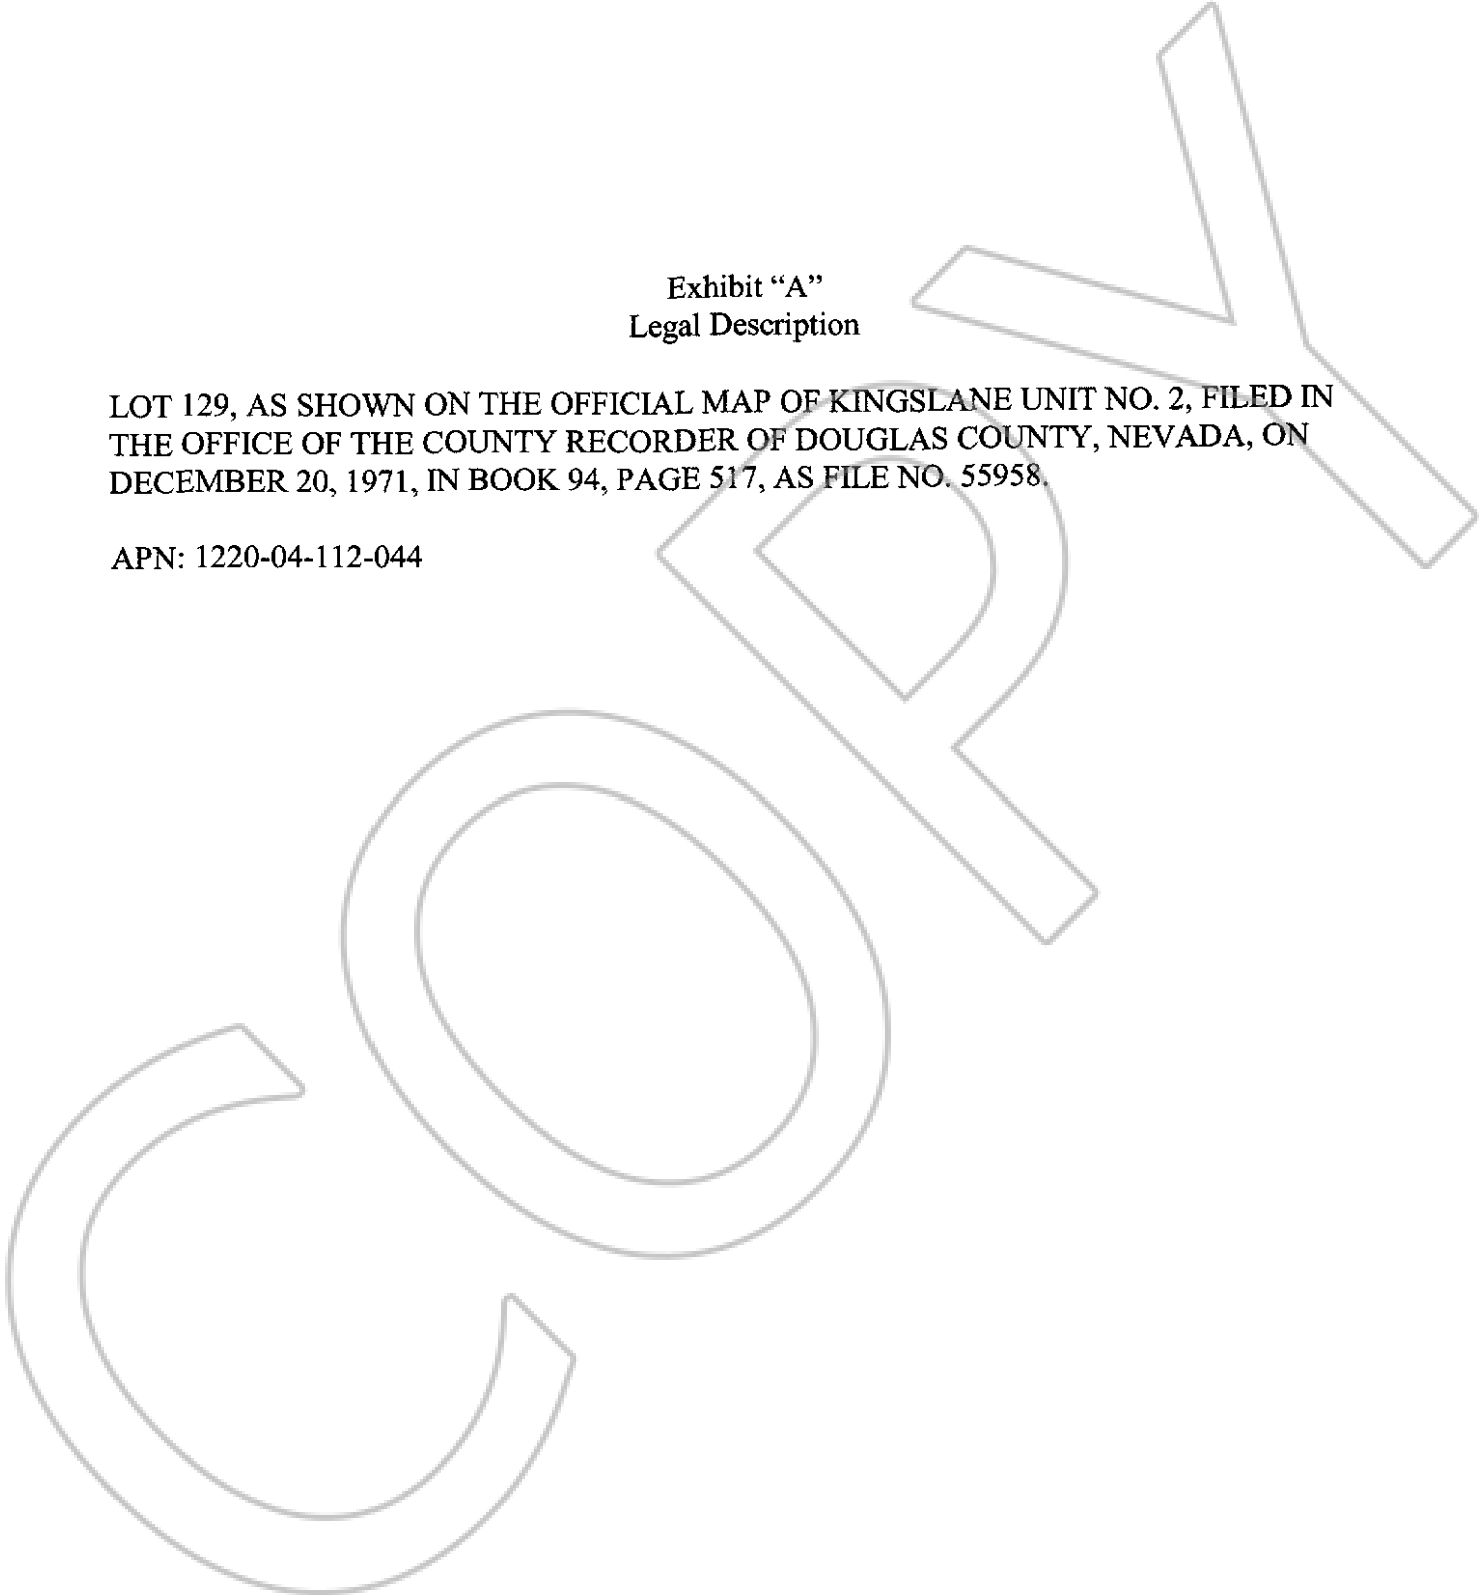 Exhibit “A”
Legal Description
LOT 129, AS SHOWN ON THE OFFICIAL MAP OF KINGSLANE UNIT NO. 2, FILED IN
THE OFFICE OF THE COUNTY RECORDER OF DOUGLAS COUNTY, NEVADA, ON
DECEMBER 20, 1971, IN BOOK 94, PAGE 517, AS FILE NO. 55958.
APN: 1220-04-112-044
COPY